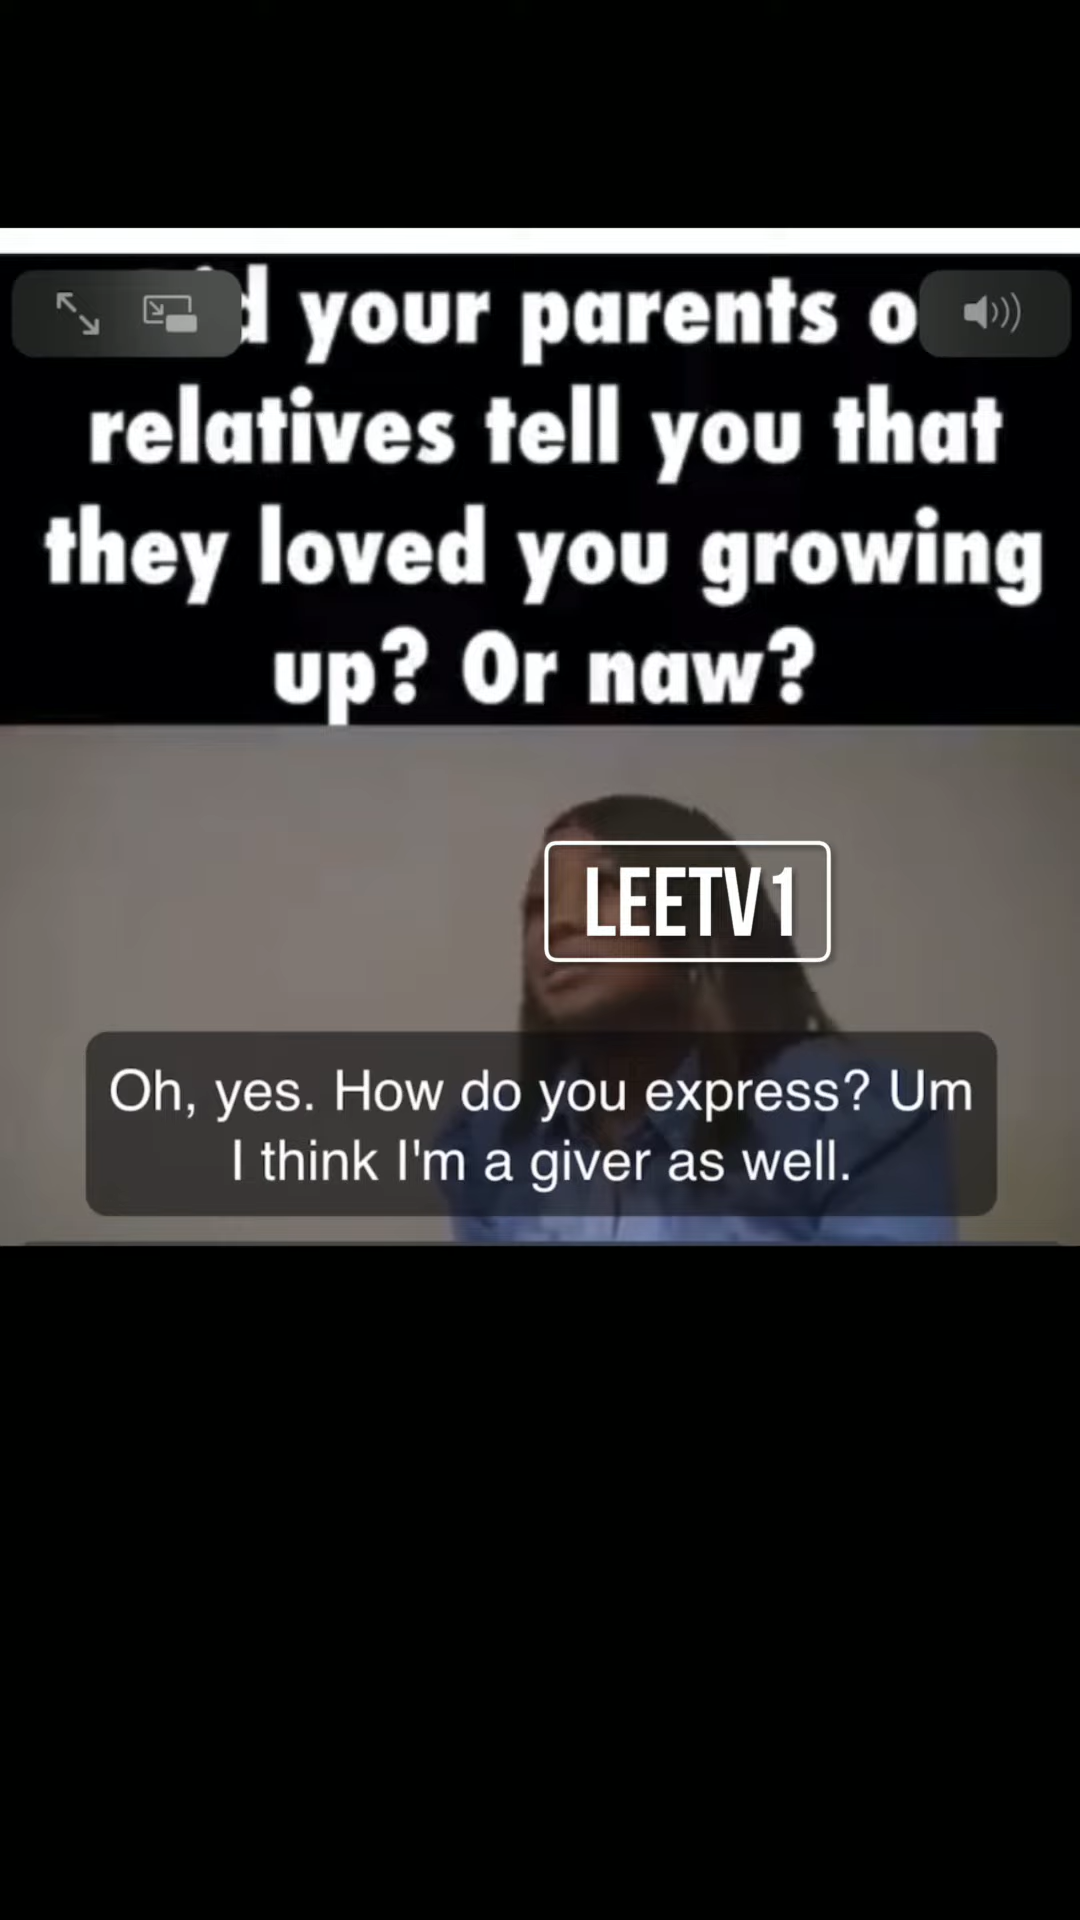 your parents
relatives tell you that
they loved you growing
up? Or naw?
LEETV1
Oh, yes. How do you express? Um
I think I'm a giver as well.